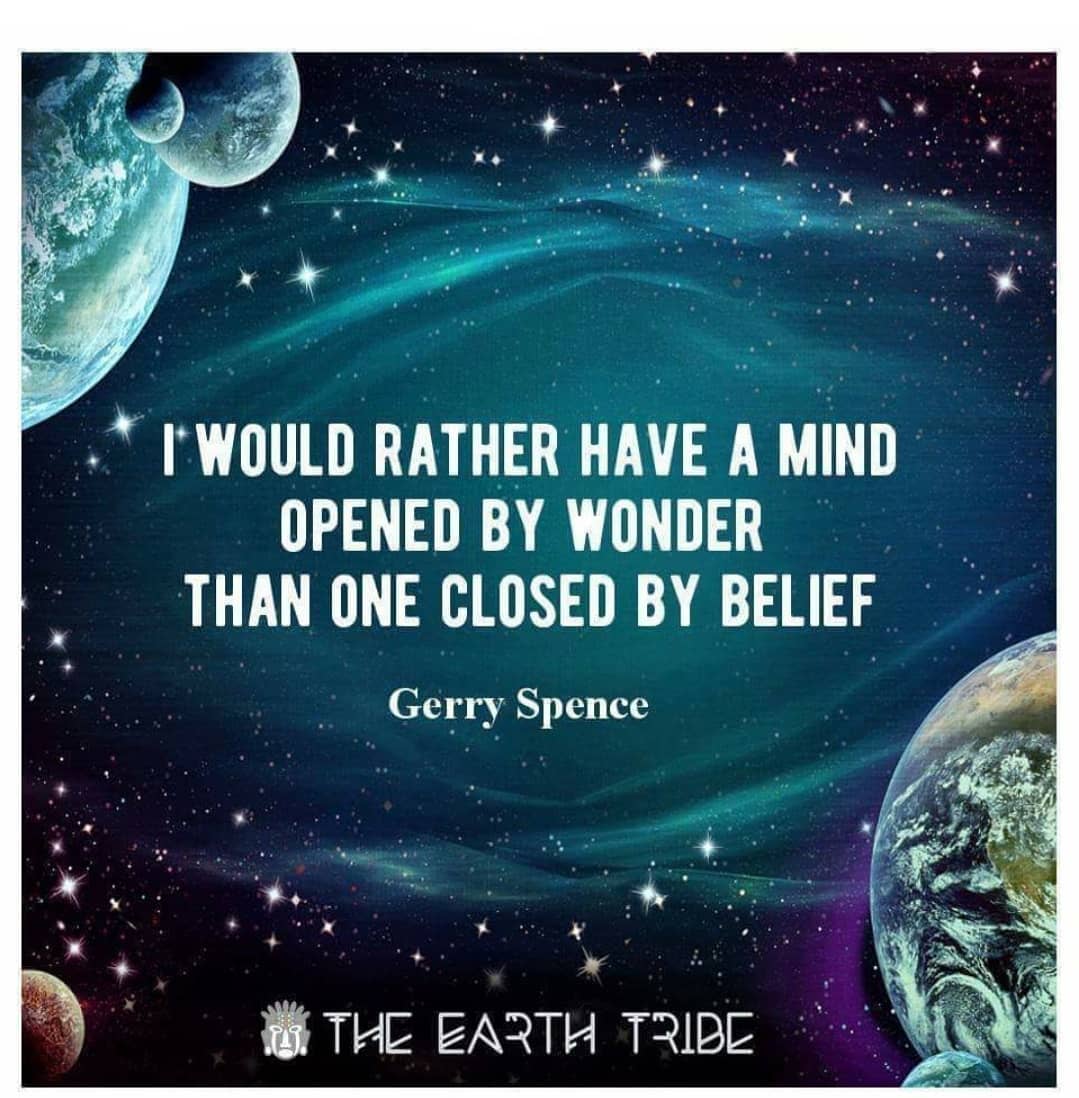 I WOULD RATHER HAVE A MIND
OPENED BY WONDER
THAN ONE CLOSED BY BELIEF
Gerry Spence
THE EARTH TRIBE